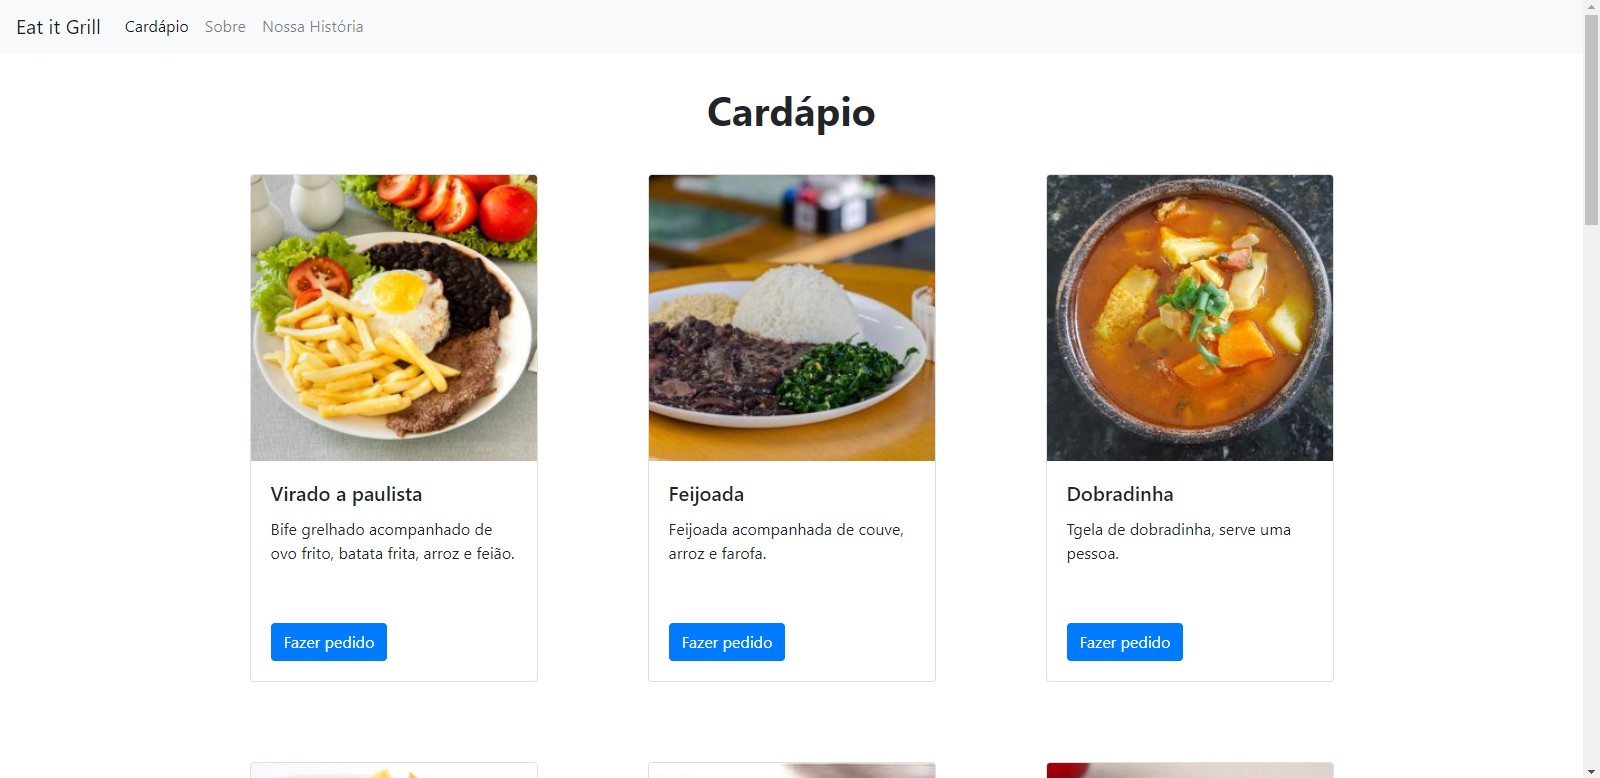 Eat it Grill Cardápio Sobre Nossa História
Cardápio
Virado a paulista
Bife grelhado acompanhado de
ovo frito, batata frita, arroz e feião.
Fazer pedido
Feijoada
Feijoada acompanhada de couve,
arroz e farofa.
Fazer pedido
Dobradinha
Tgela de dobradinha, serve uma
pessoa.
Fazer pedido